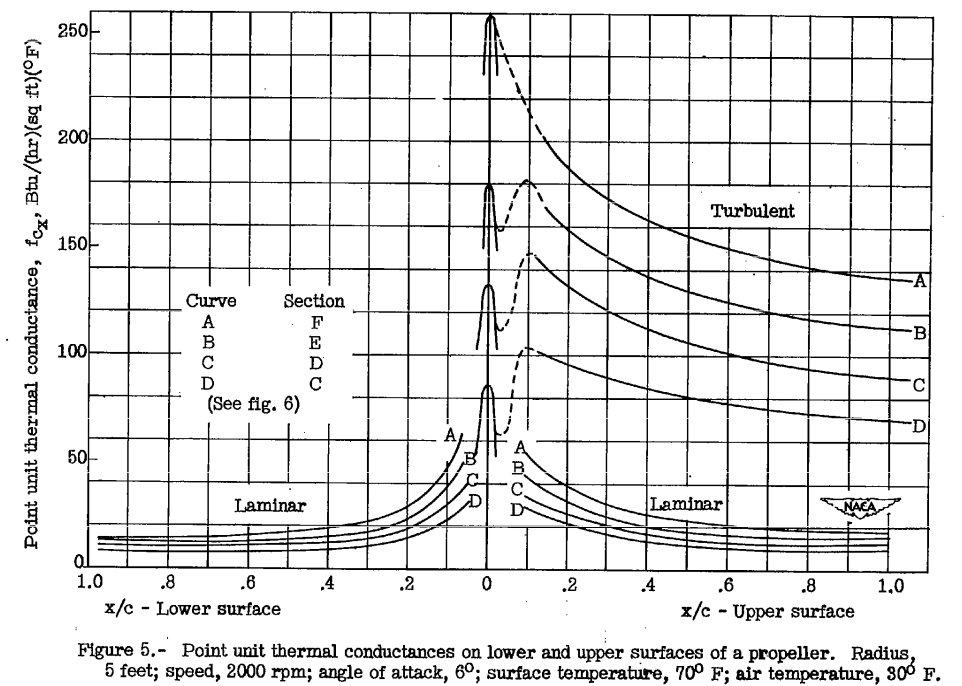 Point unit thermal conductance, f_cx, Btu/(hr)(sq ft)(°F)
250
200
150
100
50
0
Turbulent
A
B
C
D
Curve Section
A F
B E
C D
D C
(See fig. 6)
A
B
C
D
A
B
C
D
Laminar
Laminar
NACA
1.0 .8 .6 .4 .2 0 .2 .4 .6 .8 1.0
x/c - Lower surface
x/c - Upper surface
Figure 5.- Point unit thermal conductances on lower and upper surfaces of a propeller. Radius,
5 feet; speed, 2000 rpm; angle of attack, 6°; surface temperature, 70° F; air temperature, 30° F.